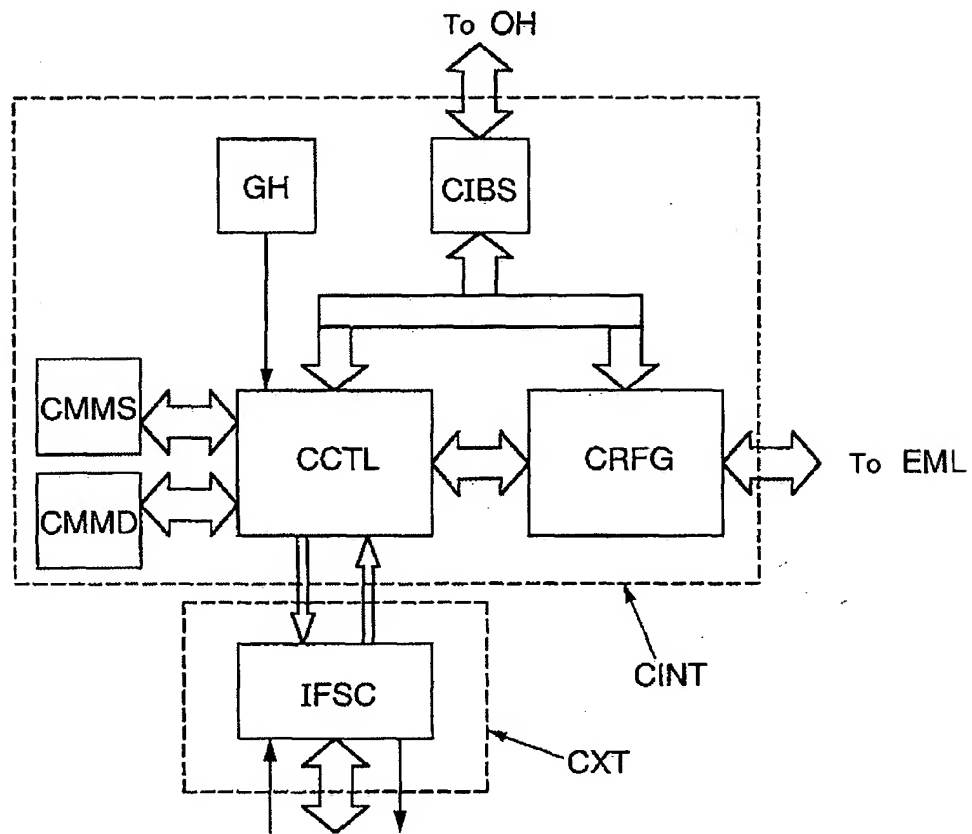 To OH
GH
CIBS
CMMS
CCTL
CRFG
To EML
CMMD
CINT
IFSC
CXT